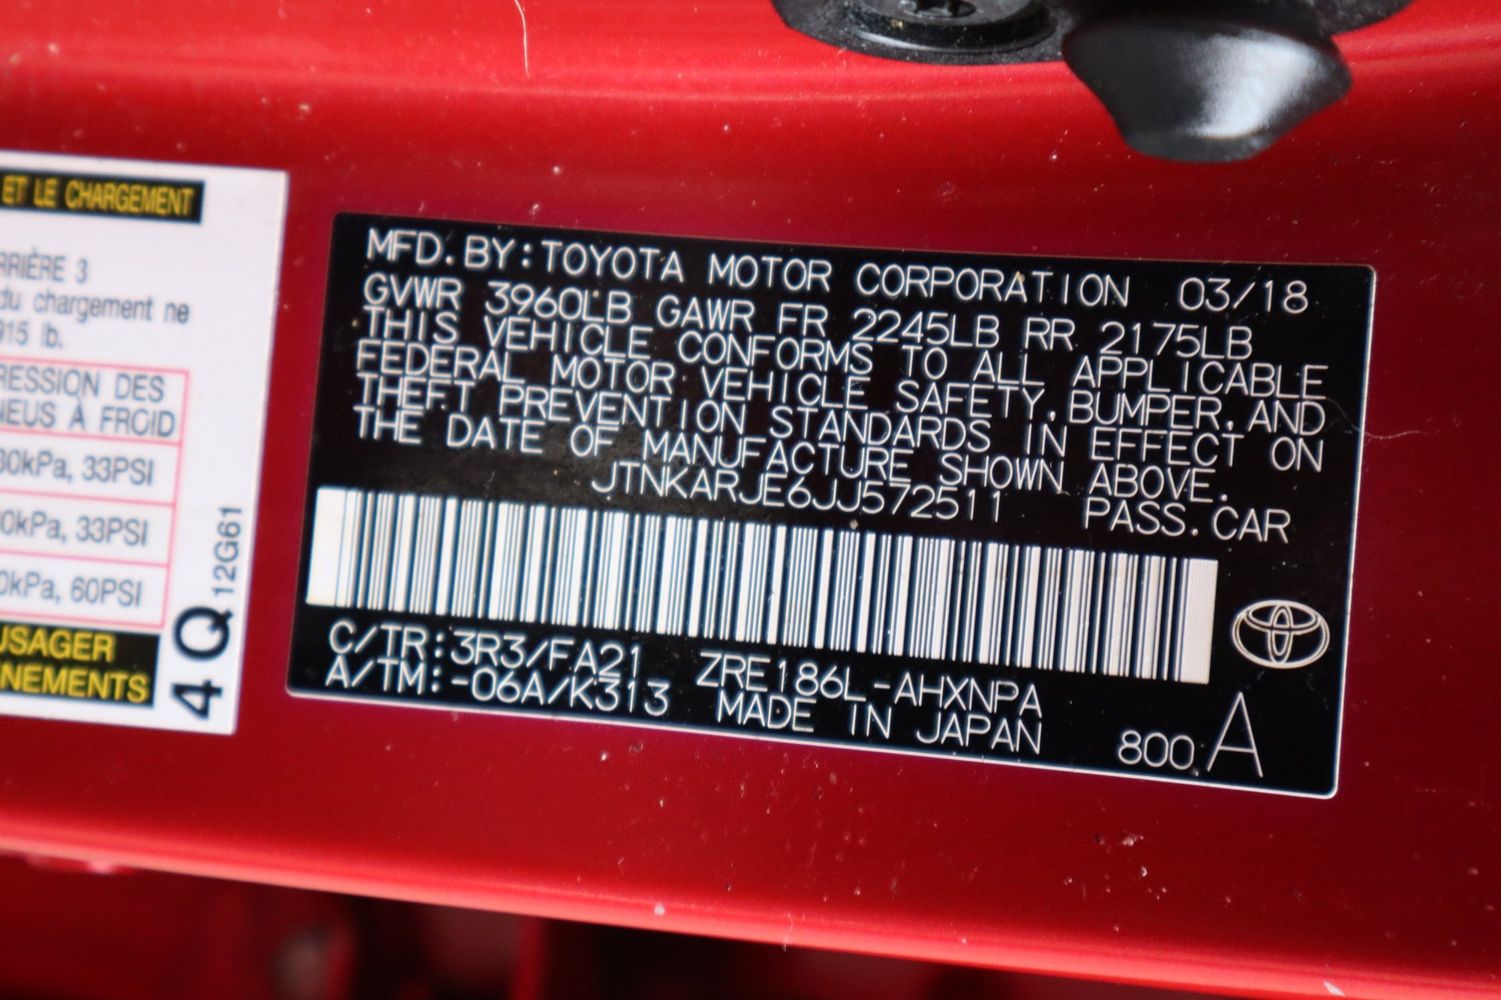 ET LE CHARGEMENT
RRIÈRE 3
du chargement ne
915 lb.
RESSION DES
NEUS À FROID
30kPa, 33PSI
30kPa, 33PSI
0kPa, 60PSI
USAGER
NEMENTS
4Q 12G61
MFD. BY: TOYOTA MOTOR CORPORATION 03/18
GVWR 3960LB GAWR FR 2245LB RR 2175LB
THIS VEHICLE CONFORMS TO ALL APPLICABLE
FEDERAL MOTOR VEHICLE SAFETY, BUMPER, AND
THEFT PREVENTION STANDARDS IN EFFECT ON
THE DATE OF MANUFACTURE SHOWN ABOVE.
JTNKARJE6JJ572511 PASS. CAR
C/TR:3R3/FA21 ZRE186L-AHXNPA
A/TM:-06A/K313 MADE IN JAPAN 800 A